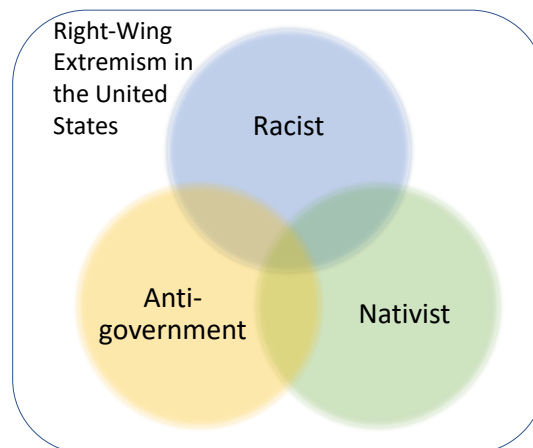 Right-Wing
Extremism in
the United
States
Racist
Anti-
government
Nativist